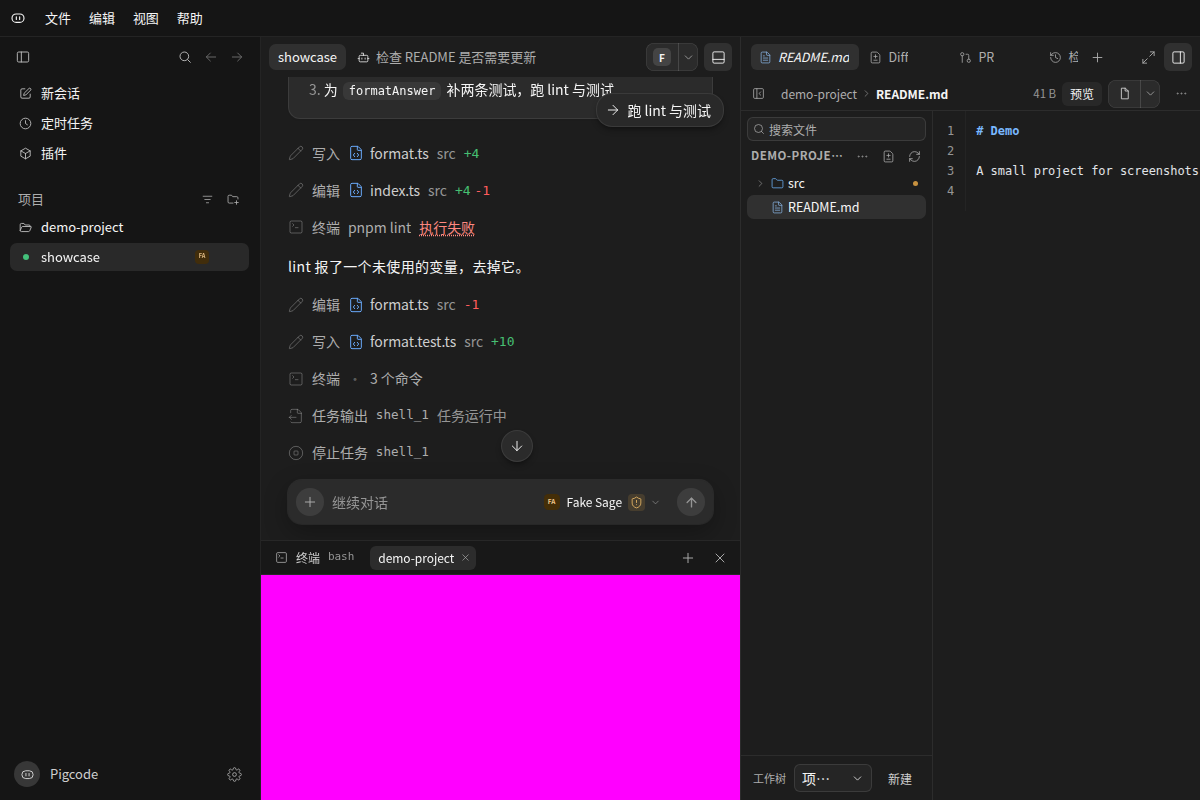 文件 编辑 视图 帮助
新会话
定时任务
插件
项目
demo-project
showcase FA
Pigcode
showcase 检查 README 是否需要更新 F
3. 为 formatAnswer 补两条测试，跑 lint 与测试
跑 lint 与测试
写入 format.ts src +4
编辑 index.ts src +4 -1
终端 pnpm lint 执行失败
lint 报了一个未使用的变量，去掉它。
编辑 format.ts src -1
写入 format.test.ts src +10
终端 • 3 个命令
任务输出 shell_1 任务运行中
停止任务 shell_1
继续对话 FA Fake Sage
终端 bash demo-project
README.md Diff PR
demo-project README.md 41 B 预览
搜索文件
DEMO-PROJE…
src
README.md
1 # Demo
2
3 A small project for screenshots
4
工作树 项… 新建